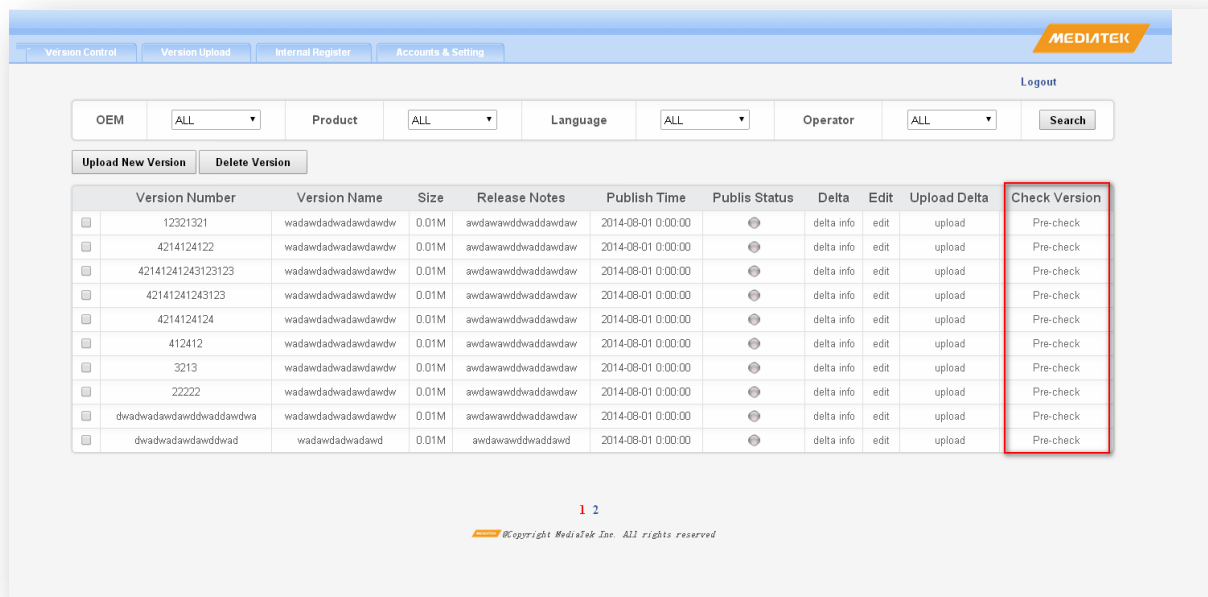 MEDIATEK
Version Control Version Upload Internal Register Accounts & Setting
Logout
OEM ALL Product ALL Language ALL Operator ALL Search
Upload New Version Delete Version
Version Number Version Name Size Release Notes Publish Time Publis Status Delta Edit Upload Delta Check Version
12321321 wadawdadwadawdawdw 0.01M awdawawddwaddawdaw 2014-08-01 0:00:00 delta info edit upload Pre-check
4214124122 wadawdadwadawdawdw 0.01M awdawawddwaddawdaw 2014-08-01 0:00:00 delta info edit upload Pre-check
42141241243123123 wadawdadwadawdawdw 0.01M awdawawddwaddawdaw 2014-08-01 0:00:00 delta info edit upload Pre-check
42141241243123 wadawdadwadawdawdw 0.01M awdawawddwaddawdaw 2014-08-01 0:00:00 delta info edit upload Pre-check
4214124124 wadawdadwadawdawdw 0.01M awdawawddwaddawdaw 2014-08-01 0:00:00 delta info edit upload Pre-check
412412 wadawdadwadawdawdw 0.01M awdawawddwaddawdaw 2014-08-01 0:00:00 delta info edit upload Pre-check
3213 wadawdadwadawdawdw 0.01M awdawawddwaddawdaw 2014-08-01 0:00:00 delta info edit upload Pre-check
22222 wadawdadwadawdawdw 0.01M awdawawddwaddawdaw 2014-08-01 0:00:00 delta info edit upload Pre-check
dwadwadawdawddwaddawdwa wadawdadwadawdawdw 0.01M awdawawddwaddawdaw 2014-08-01 0:00:00 delta info edit upload Pre-check
dwadwadawdawddwad wadawdadwadawd 0.01M awdawawddwaddawd 2014-08-01 0:00:00 delta info edit upload Pre-check
1 2
MEDIATEK @Copyright MediaTek Inc. All rights reserved